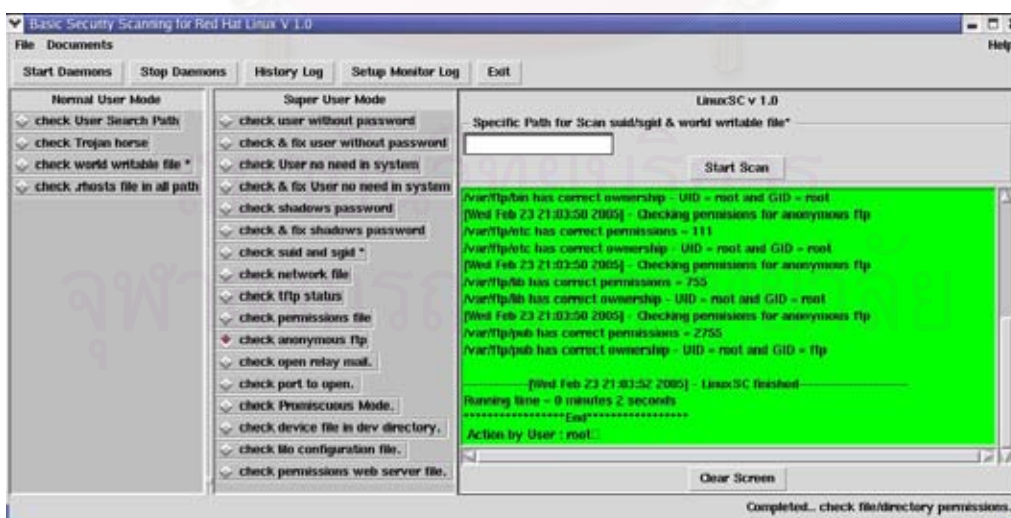 Basic Security Scanning for Red Hat Linux V 1.0
File Documents Help
Start Daemons Stop Daemons History Log Setup Monitor Log Exit
Normal User Mode
check User Search Path
check Trojan horse
check world writable file *
check .rhosts file in all path
Super User Mode
check user without password
check & fix user without password
check User no need in system
check & fix User no need in system
check shadows password
check & fix shadows password
check suid and sgid *
check network file
check tftp status
check permissions file
check anonymous ftp
check open relay mail.
check port to open.
check Promiscuous Mode.
check device file in dev directory.
check lilo configuration file.
check permissions web server file.
LinuxSC v 1.0
Specific Path for Scan suid/sgid & world writable file*
Start Scan
/var/ftp/bin has correct ownership - UID = root and GID = root
[Wed Feb 23 21:03:50 2005] - Checking permisions for anonymous ftp
/var/ftp/etc has correct permissions = 111
/var/ftp/etc has correct ownership - UID = root and GID = root
[Wed Feb 23 21:03:50 2005] - Checking permisions for anonymous ftp
/var/ftp/lib has correct permissions = 755
/var/ftp/lib has correct ownership - UID = root and GID = root
[Wed Feb 23 21:03:50 2005] - Checking permisions for anonymous ftp
/var/ftp/pub has correct permissions = 2755
/var/ftp/pub has correct ownership - UID = root and GID = ftp
----------------[Wed Feb 23 21:03:52 2005] - LinuxSC finished---------------------------
Running time = 0 minutes 2 seconds
******************End******************
Action by User : root
Clear Screen
Completed... check file/directory permissions.